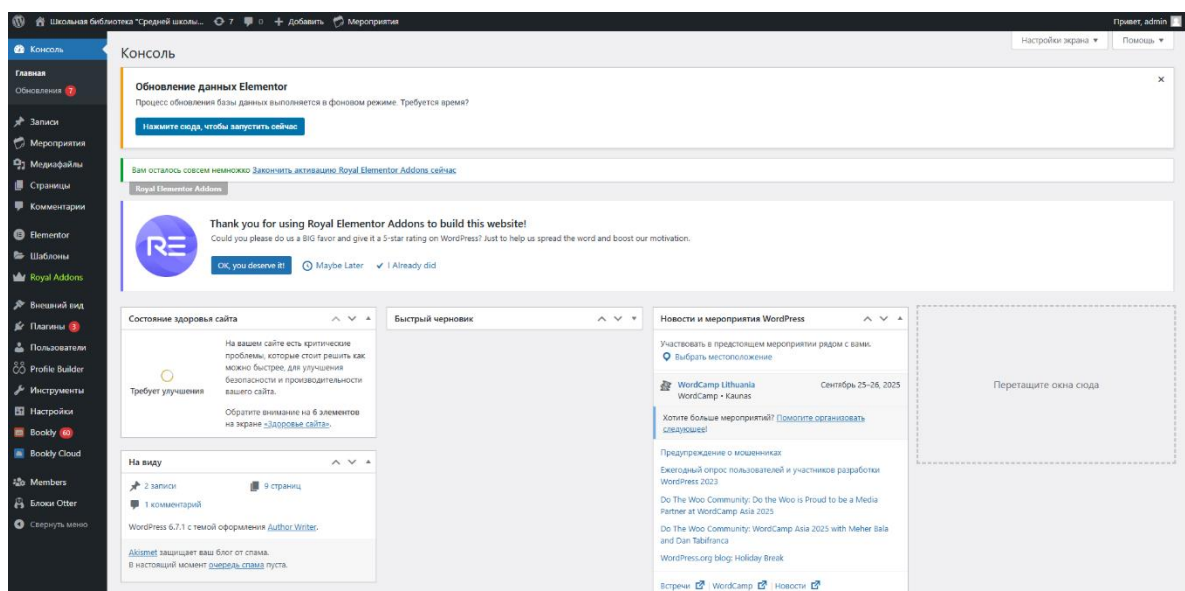 Школьная библиотека "Средней школы... 7 0 + Добавить Мероприятия Привет, admin
Консоль
Главная
Обновления 7
Записи
Мероприятия
Медиафайлы
Страницы
Комментарии
Elementor
Шаблоны
Royal Addons
Внешний вид
Плагины 3
Пользователи
Profile Builder
Инструменты
Настройки
Bookly 60
Bookly Cloud
Members
Блоки Otter
Свернуть меню
Настройки экрана ▼ Помощь ▼
Консоль
Обновление данных Elementor
Процесс обновления базы данных выполняется в фоновом режиме. Требуется время?
Нажмите сюда, чтобы запустить сейчас
Вам осталось совсем немножко Закончить активацию Royal Elementor Addons сейчас
Royal Elementor Addons
RE
Thank you for using Royal Elementor Addons to build this website!
Could you please do us a BIG favor and give it a 5-star rating on WordPress? Just to help us spread the word and boost our motivation.
OK, you deserve it! Maybe Later ✔ I Already did
Состояние здоровья сайта
Требует улучшения
На вашем сайте есть критические
проблемы, которые стоит решить как
можно быстрее, для улучшения
безопасности и производительности
вашего сайта.
Обратите внимание на 6 элементов
на экране «Здоровье сайта».
На виду
2 записи 9 страниц
1 комментарий
WordPress 6.7.1 с темой оформления Author Writer.
Akismet защищает ваш блог от спама.
В настоящий момент очередь спама пуста.
Быстрый черновик
Новости и мероприятия WordPress
Участвовать в предстоящем мероприятии рядом с вами.
Выбрать местоположение
WordCamp Lithuania Сентябрь 25–26, 2025
WordCamp • Kaunas
Хотите больше мероприятий? Помогите организовать
следующее!
Предупреждение о мошенниках
Ежегодный опрос пользователей и участников разработки
WordPress 2023
Do The Woo Community: Do the Woo is Proud to be a Media
Partner at WordCamp Asia 2025
Do The Woo Community: WordCamp Asia 2025 with Meher Bala
and Dan Tabifranca
WordPress.org blog: Holiday Break
Встречи | WordCamp | Новости
Перетащите окна сюда